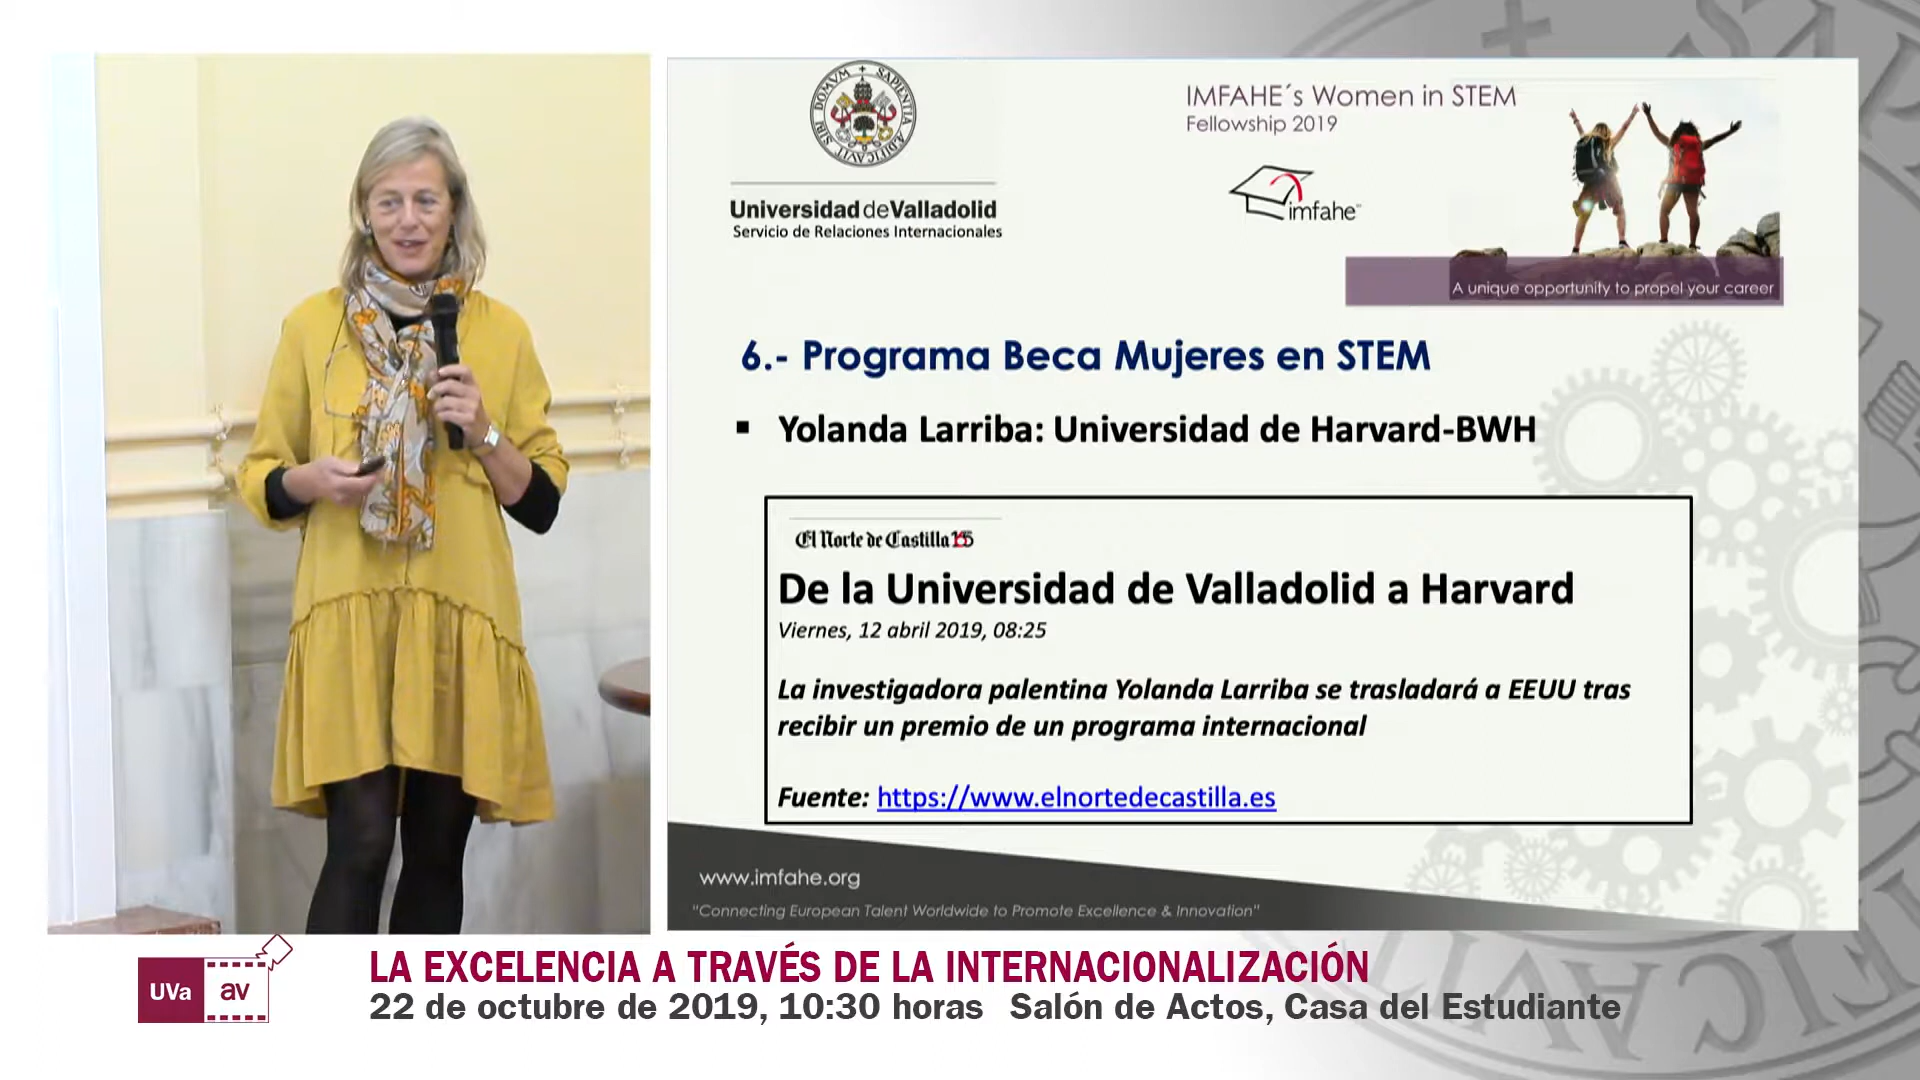 SIGILLVM DOMVM SAPIENTIA AEDIFICAVIT SIBI
Universidad de Valladolid
Servicio de Relaciones Internacionales
IMFAHE´s Women in STEM
Fellowship 2019
imfahe
A unique opportunity to propel your career
6.- Programa Beca Mujeres en STEM
▪ Yolanda Larriba: Universidad de Harvard-BWH
El Norte de Castilla
De la Universidad de Valladolid a Harvard
Viernes, 12 abril 2019, 08:25
La investigadora palentina Yolanda Larriba se trasladará a EEUU tras
recibir un premio de un programa internacional
Fuente: https://www.elnortedecastilla.es
www.imfahe.org
"Connecting European Talent Worldwide to Promote Excellence & Innovation"
UVa av
LA EXCELENCIA A TRAVÉS DE LA INTERNACIONALIZACIÓN
22 de octubre de 2019, 10:30 horas Salón de Actos, Casa del Estudiante